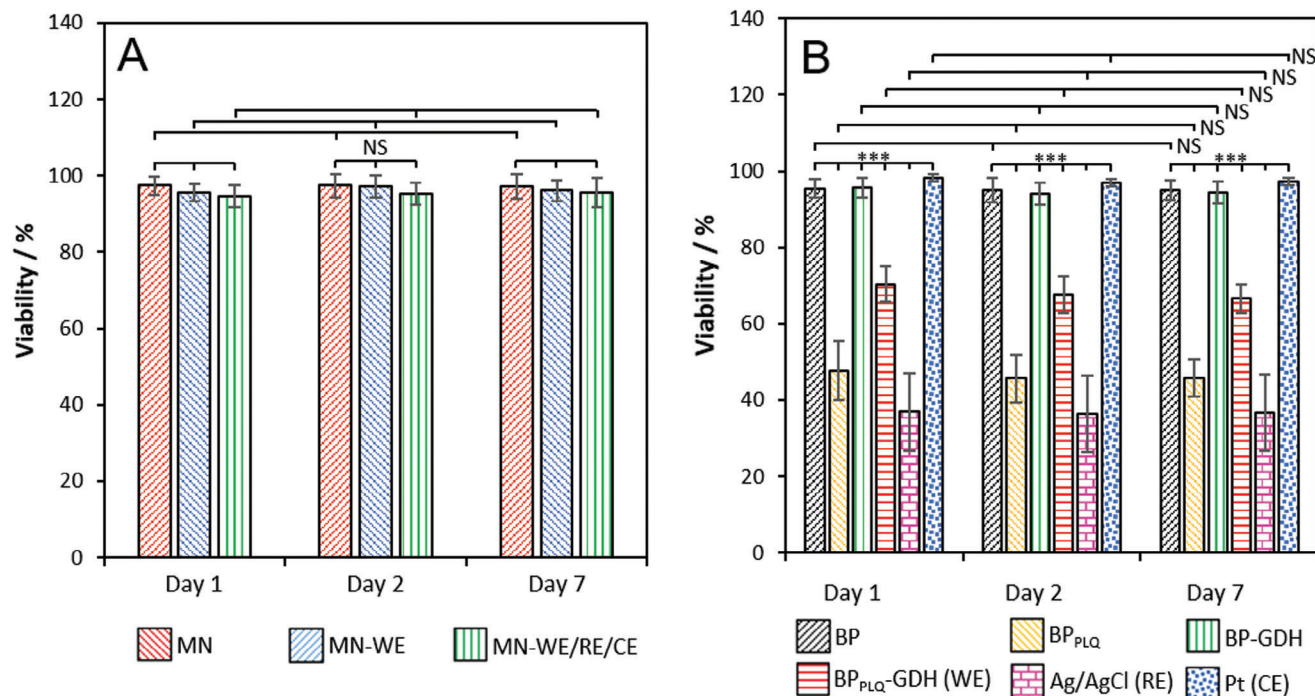 A
Viability / %
140
120
100
80
60
40
20
0
NS
Day 1
Day 2
Day 7
MN
MN-WE
MN-WE/RE/CE
B
Viability / %
140
120
100
80
60
40
20
0
NS
NS
NS
NS
NS
NS
*** *** ***
Day 1
Day 2
Day 7
BP
BPPLQ
BP-GDH
BPPLQ-GDH (WE)
Ag/AgCl (RE)
Pt (CE)